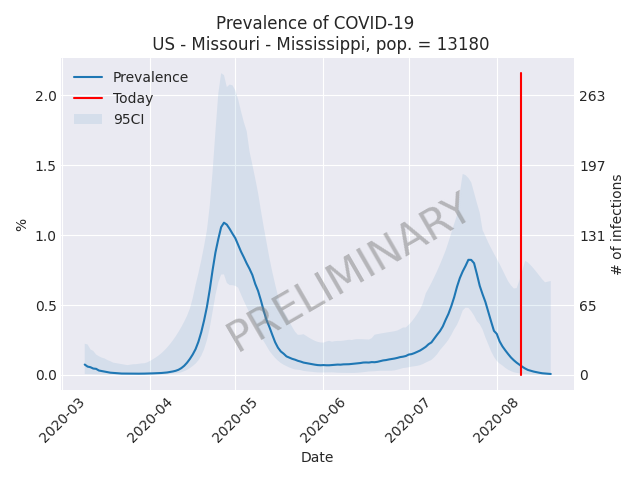 Prevalence of COVID-19
US - Missouri - Mississippi, pop. = 13180
Prevalence
Today
95CI
2.0
1.5
1.0
0.5
0.0
%
263
197
131
65
0
# of infections
PRELIMINARY
2020-03
2020-04
2020-05
2020-06
2020-07
2020-08
Date